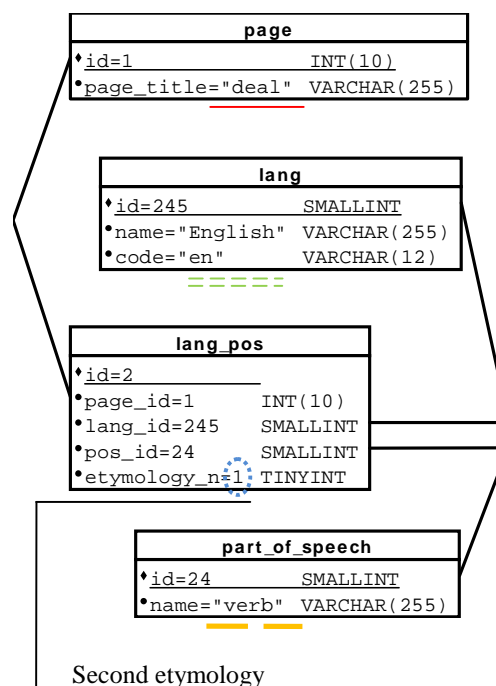 page
id=1 INT(10)
page_title="deal" VARCHAR(255)
lang
id=245 SMALLINT
name="English" VARCHAR(255)
code="en" VARCHAR(12)
lang_pos
id=2
page_id=1 INT(10)
lang_id=245 SMALLINT
pos_id=24 SMALLINT
etymology_n=1 TINYINT
part_of_speech
id=24 SMALLINT
name="verb" VARCHAR(255)
Second etymology